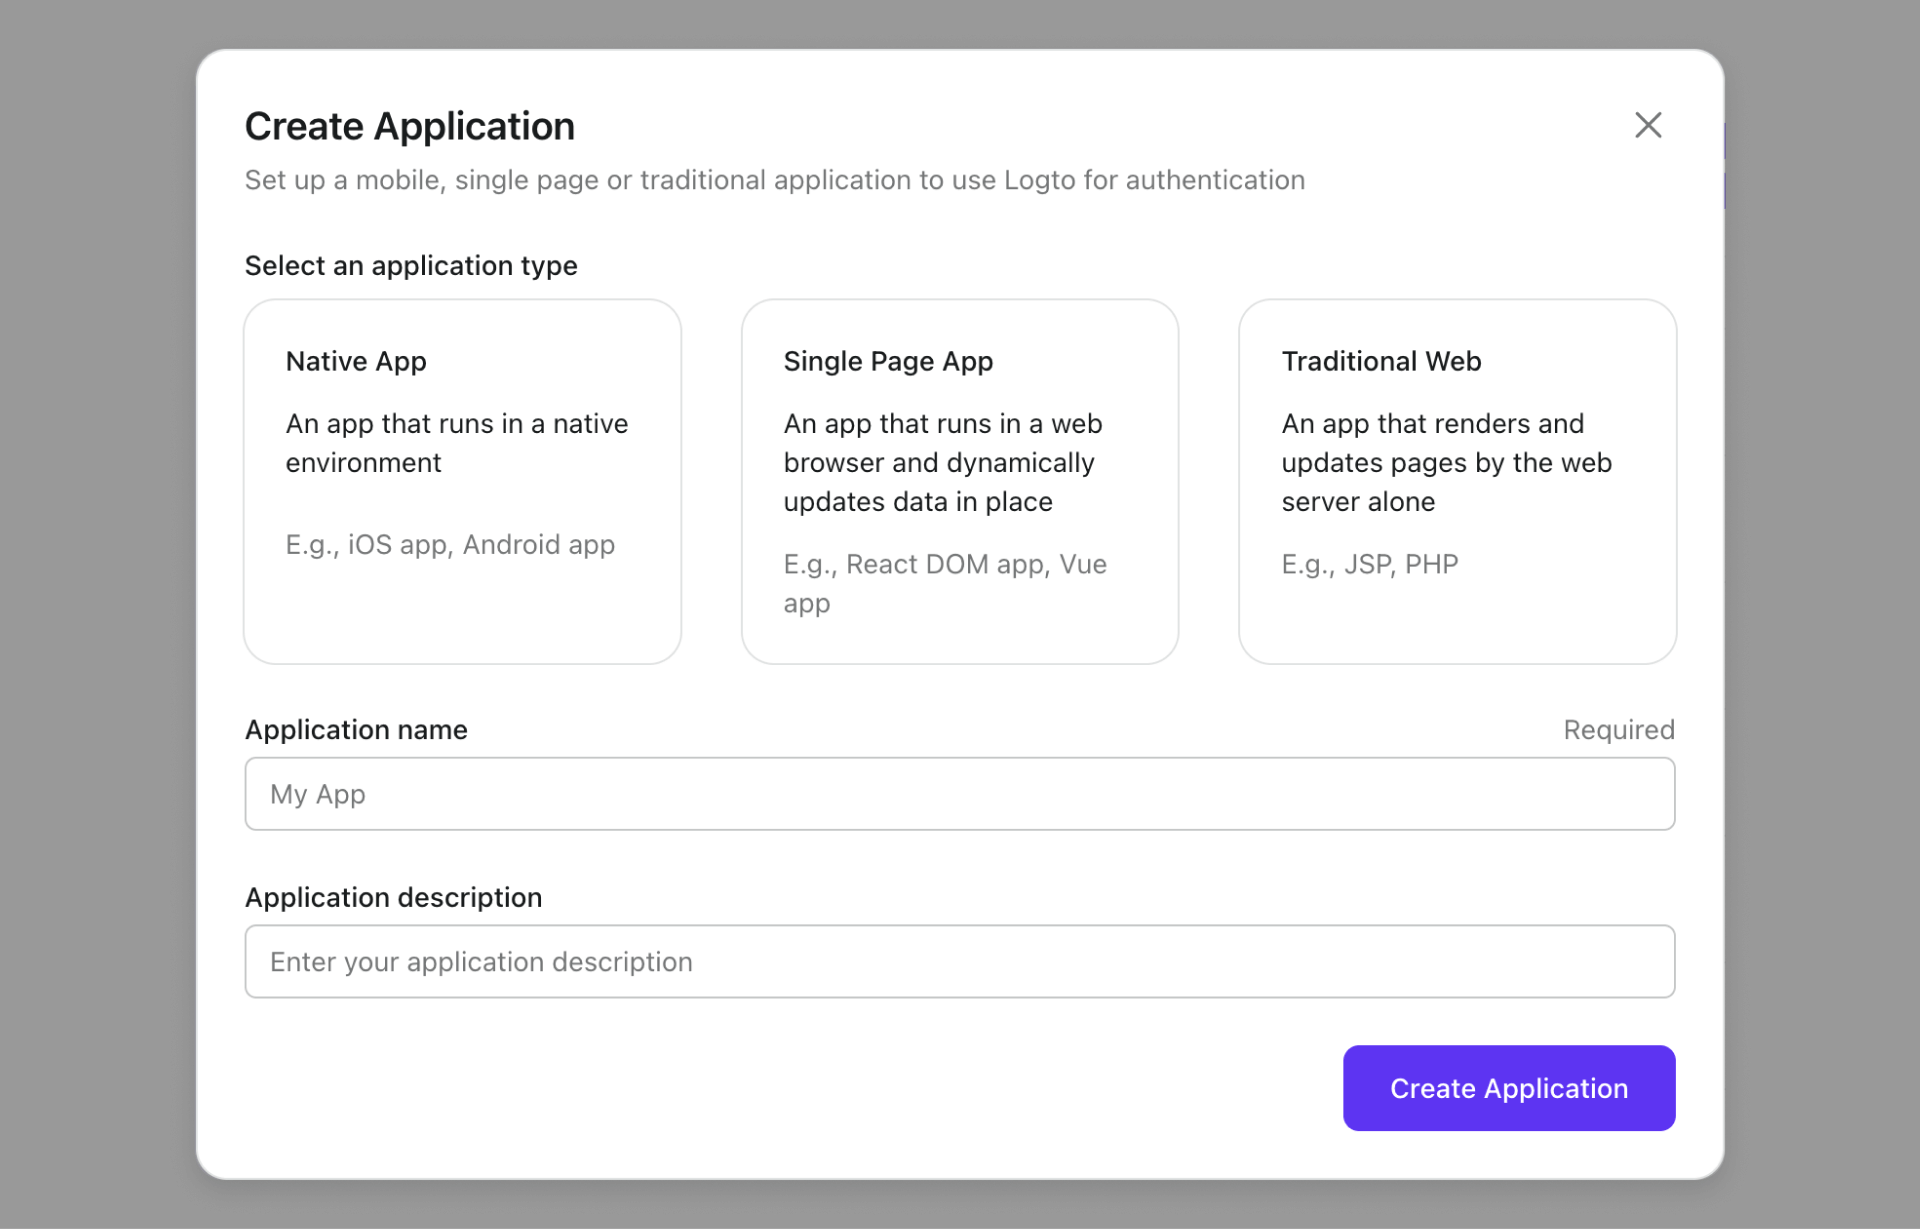 Create Application
Set up a mobile, single page or traditional application to use Logto for authentication
Select an application type
Native App
An app that runs in a native
environment
E.g., iOS app, Android app
Single Page App
An app that runs in a web
browser and dynamically
updates data in place
E.g., React DOM app, Vue
app
Traditional Web
An app that renders and
updates pages by the web
server alone
E.g., JSP, PHP
Application name
Required
My App
Application description
Enter your application description
Create Application